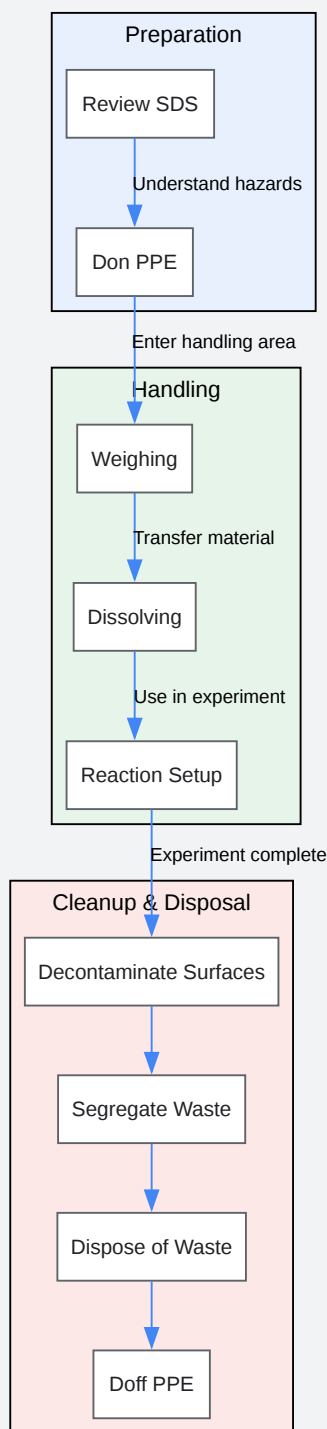 Preparation
Review SDS
Understand hazards
Don PPE
Enter handling area
Handling
Weighing
Transfer material
Dissolving
Use in experiment
Reaction Setup
Experiment complete
Cleanup & Disposal
Decontaminate Surfaces
Segregate Waste
Dispose of Waste
Doff PPE